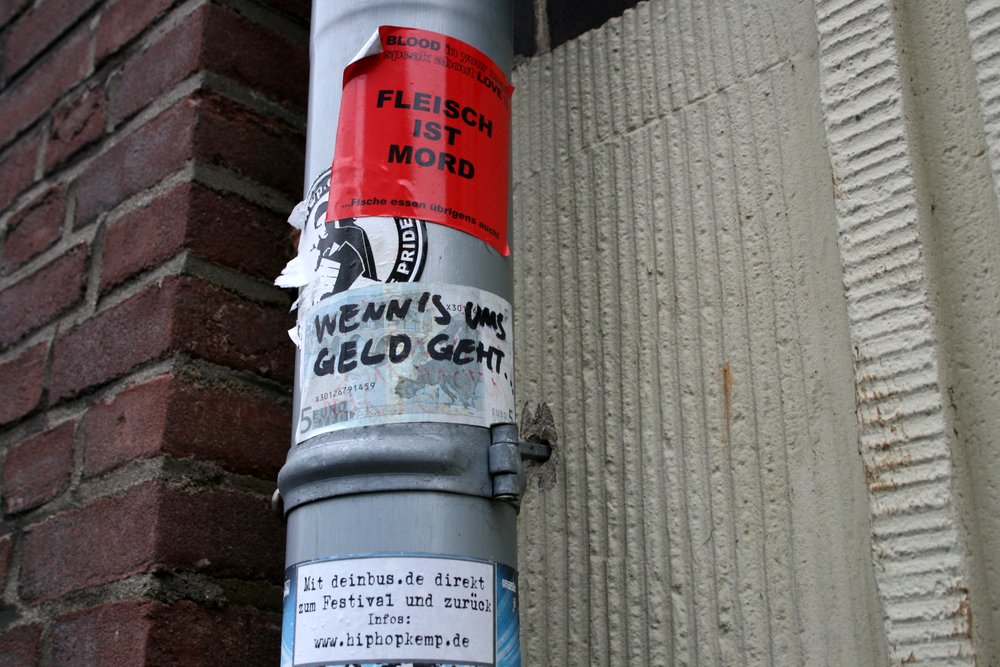 BLOOD in your
speak about LOVE
FLEISCH
IST
MORD
...Fische essen übrigens auch!
PRIDE
WENN'S UMS
GELD GEHT..
X30126791459
5 EURO
Mit deinbus.de direkt
zum Festival und zurück
Infos:
www.hiphopkemp.de